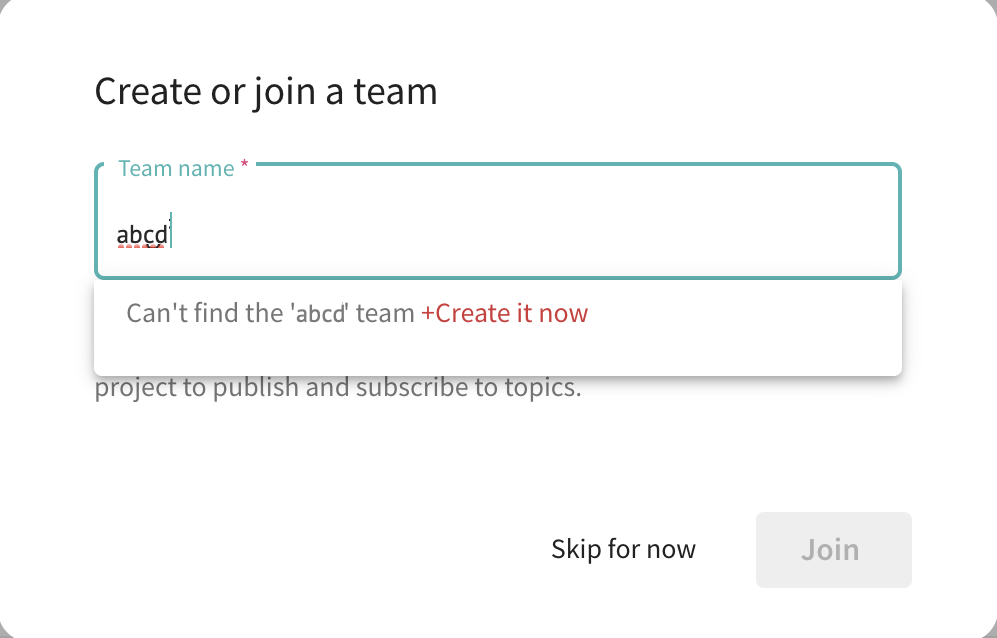 Create or join a team
Team name *
abçd
Can't find the 'abcd' team +Create it now
project to publish and subscribe to topics.
Skip for now
Join